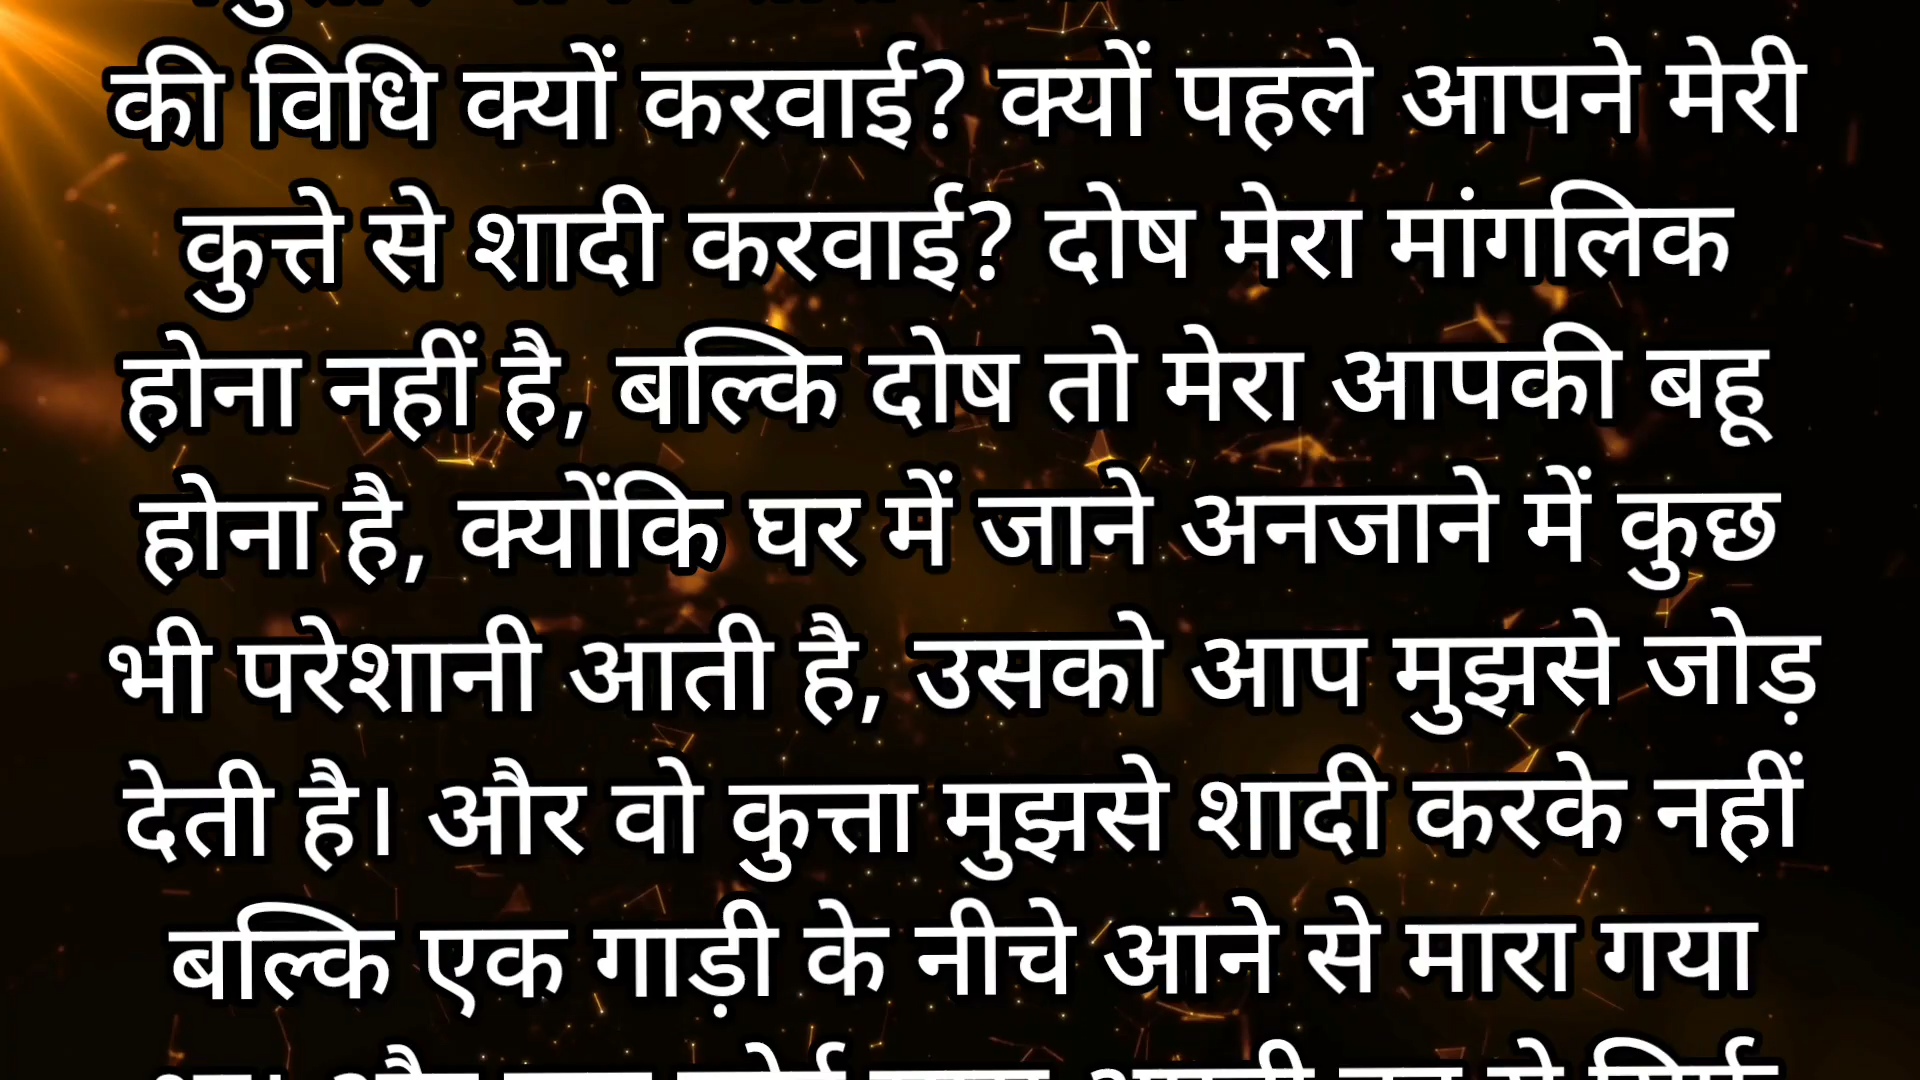 की विधि क्यों करवाई? क्यों पहले आपने मेरी
कुत्ते से शादी करवाई? दोष मेरा मांगलिक
होना नहीं है, बल्कि दोष तो मेरा आपकी बहू
होना है, क्योंकि घर में जाने अनजाने में कुछ
भी परेशानी आती है, उसको आप मुझसे जोड़
देती है। और वो कुत्ता मुझसे शादी करके नहीं
बल्कि एक गाड़ी के नीचे आने से मारा गया